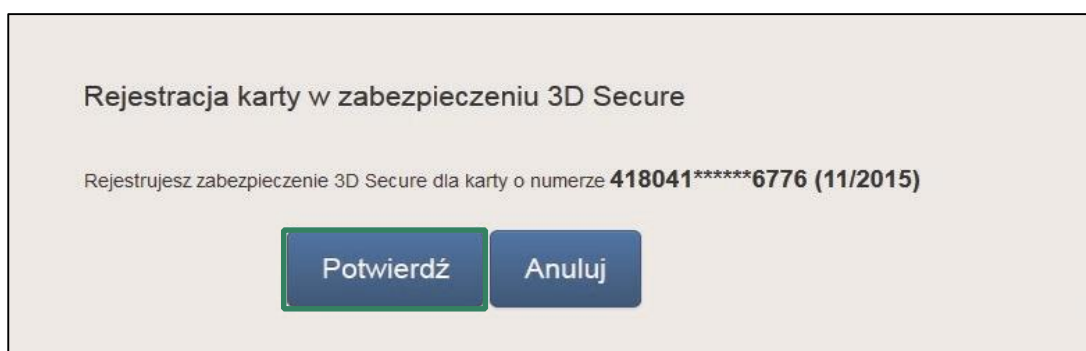 Rejestracja karty w zabezpieczeniu 3D Secure
Rejestrujesz zabezpieczenie 3D Secure dla karty o numerze 418041******6776 (11/2015)
Potwierdź Anuluj